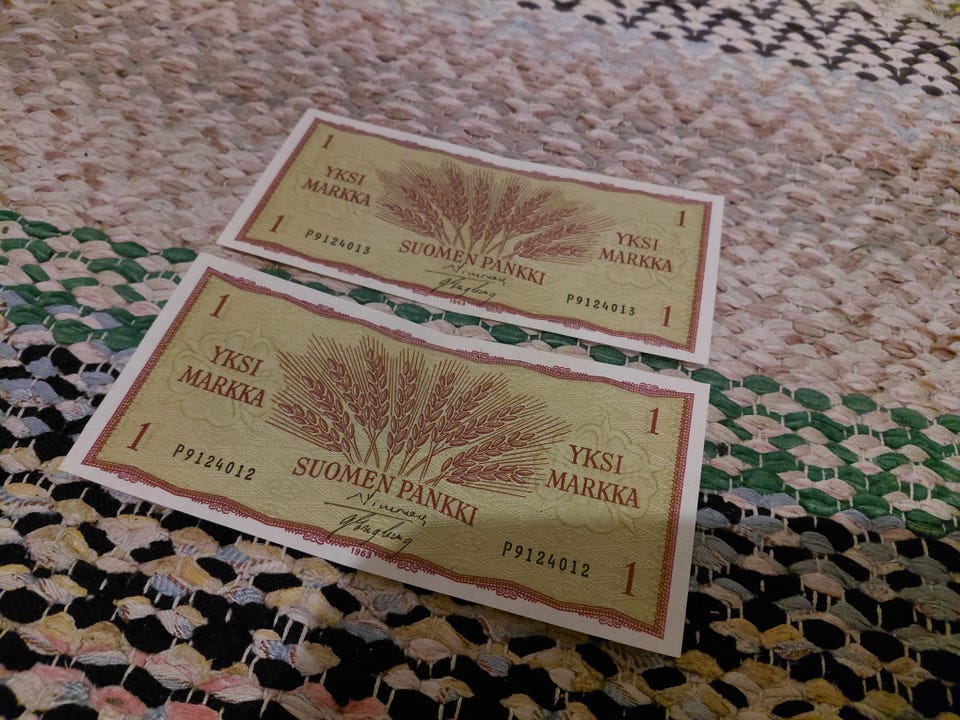 1
YKSI
MARKKA
1
P9124013
SUOMEN PANKKI
1963
1
YKSI
MARKKA
P9124013
1
1
YKSI
MARKKA
1
P9124012
SUOMEN PANKKI
1963
1
YKSI
MARKKA
P9124012
1